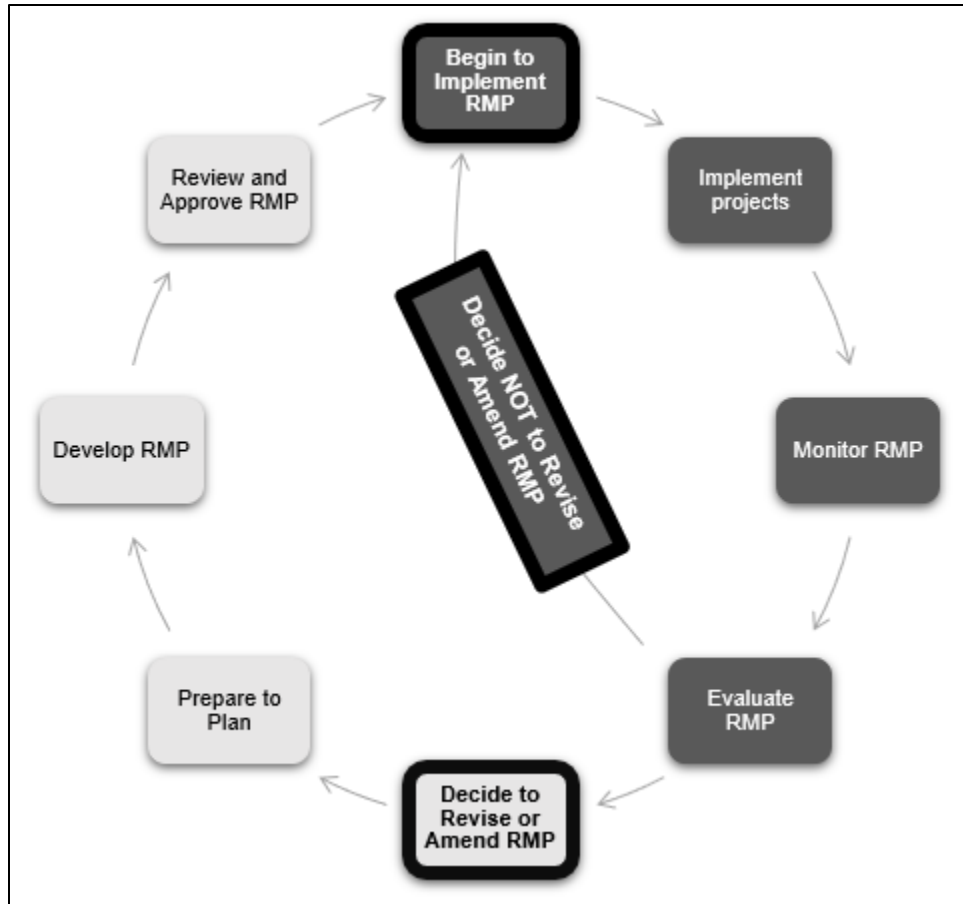 Begin to
Implement
RMP
Implement
projects
Monitor RMP
Evaluate
RMP
Decide to
Revise or
Amend RMP
Prepare to
Plan
Develop RMP
Review and
Approve RMP
Decide NOT to Revise
or Amend RMP